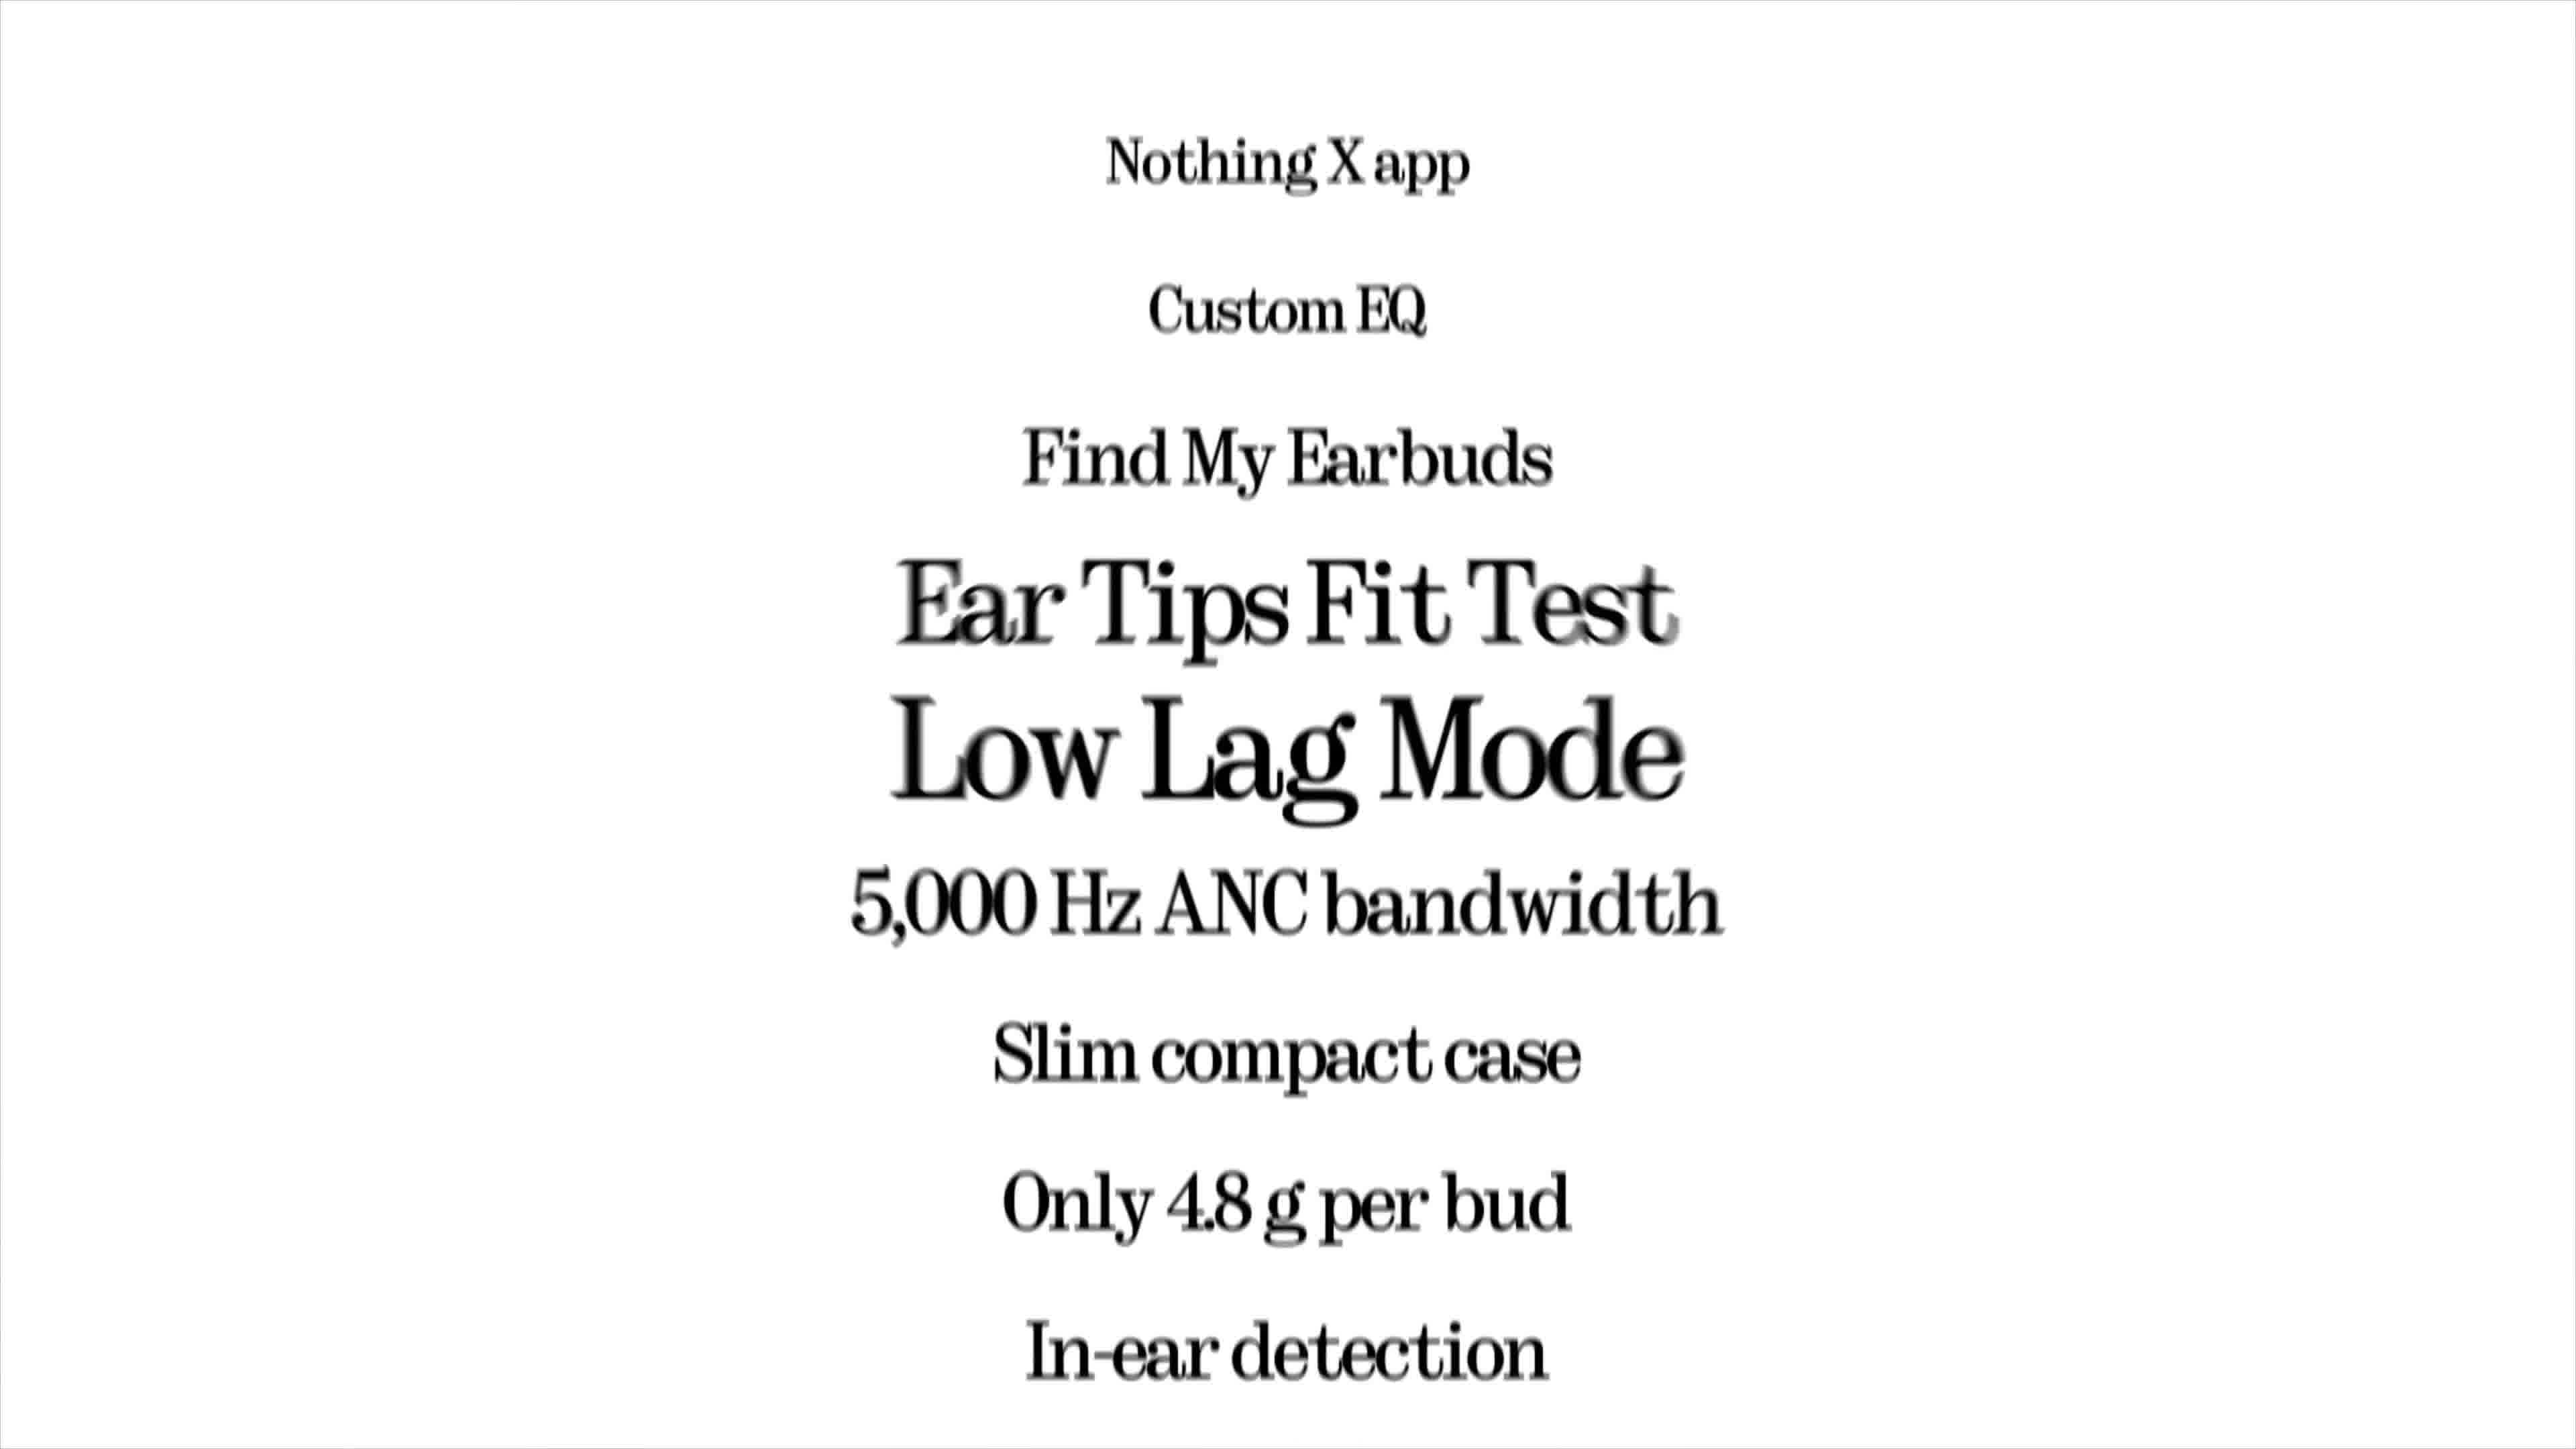 Nothing X app
Custom EQ
Find My Earbuds
Ear Tips Fit Test
Low Lag Mode
5,000 Hz ANC bandwidth
Slim compact case
Only 4.8 g per bud
In-ear detection